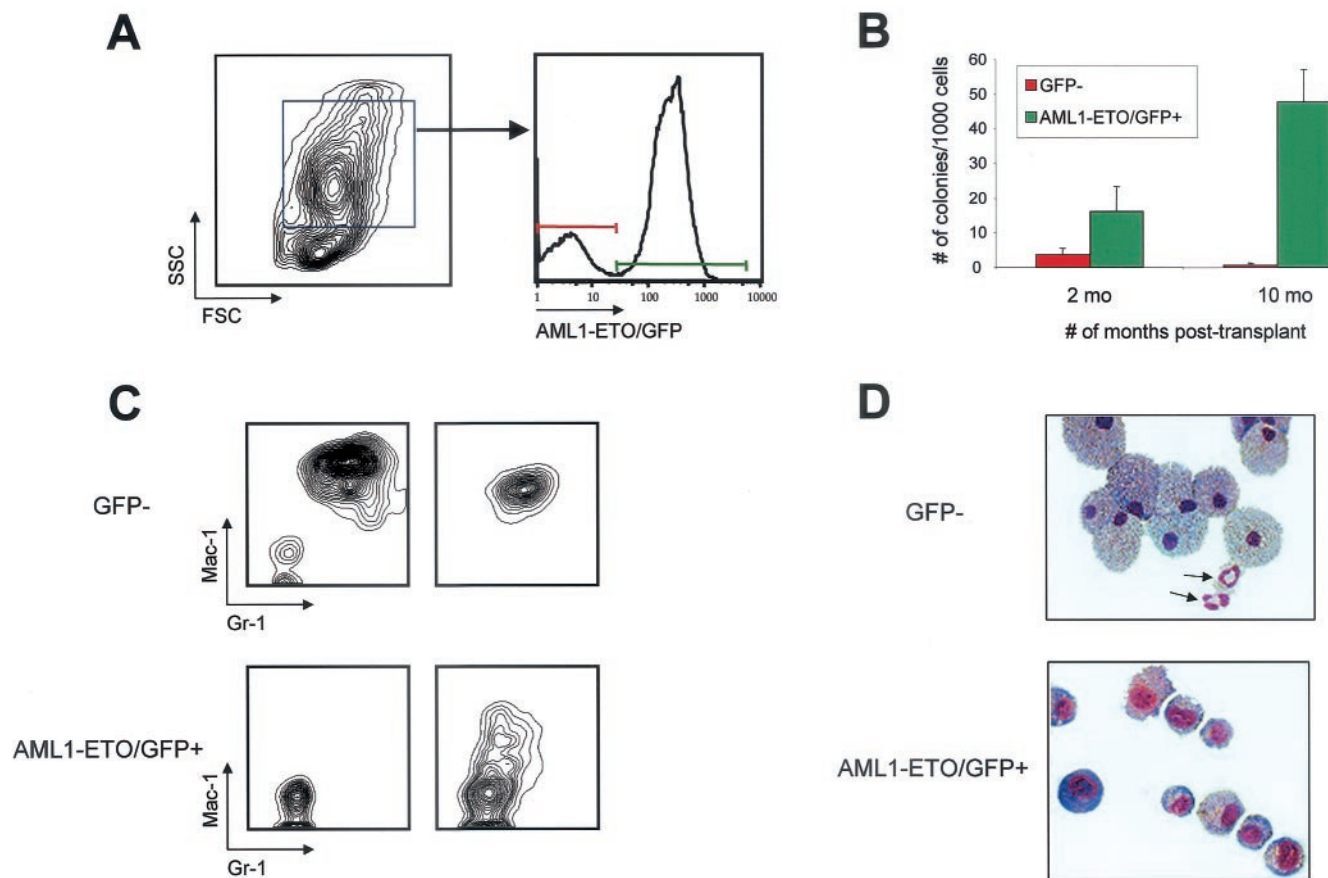 A
SSC
FSC
1 10 100 1000 10000
AML1-ETO/GFP
B
# of colonies/1000 cells
60
50
40
30
20
10
0
GFP-
AML1-ETO/GFP+
2 mo 10 mo
# of months post-transplant
C
GFP-
Mac-1
Gr-1
AML1-ETO/GFP+
Mac-1
Gr-1
D
GFP-
AML1-ETO/GFP+